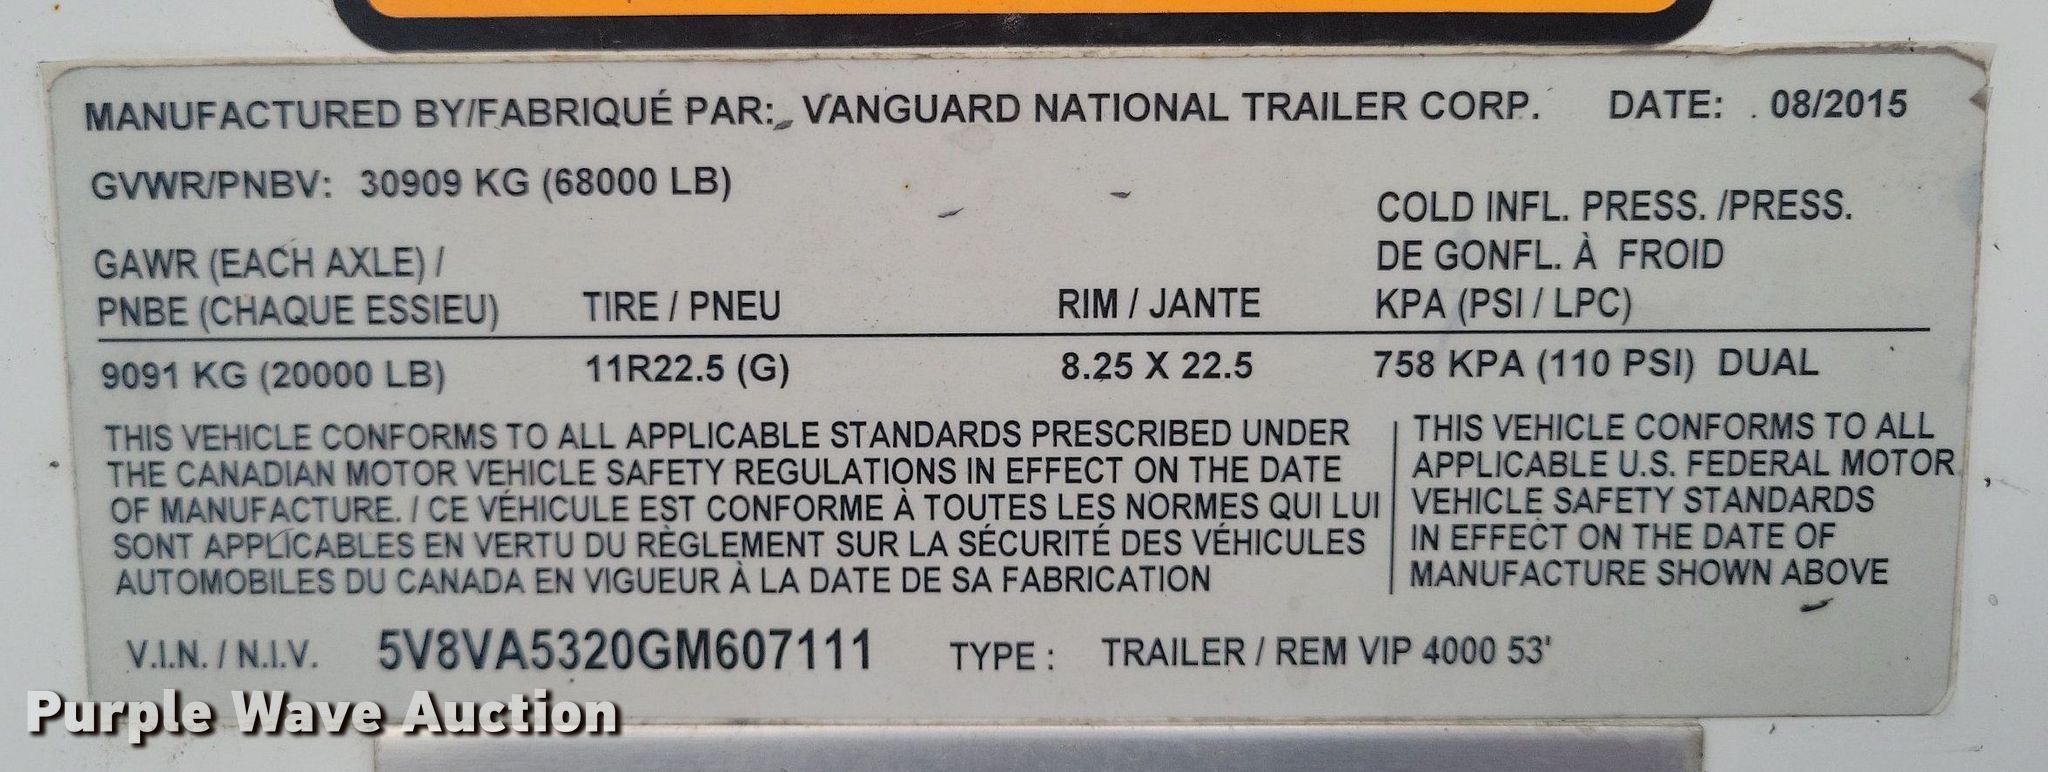 MANUFACTURED BY/FABRIQUÉ PAR: VANGUARD NATIONAL TRAILER CORP. DATE: 08/2015
GVWR/PNBV: 30909 KG (68000 LB)
COLD INFL. PRESS. /PRESS.
GAWR (EACH AXLE) / DE GONFL. À FROID
PNBE (CHAQUE ESSIEU) TIRE / PNEU RIM / JANTE KPA (PSI / LPC)
9091 KG (20000 LB) 11R22.5 (G) 8.25 X 22.5 758 KPA (110 PSI) DUAL
THIS VEHICLE CONFORMS TO ALL APPLICABLE STANDARDS PRESCRIBED UNDER
THE CANADIAN MOTOR VEHICLE SAFETY REGULATIONS IN EFFECT ON THE DATE
OF MANUFACTURE. / CE VÉHICULE EST CONFORME À TOUTES LES NORMES QUI LUI
SONT APPLICABLES EN VERTU DU RÈGLEMENT SUR LA SÉCURITÉ DES VÉHICULES
AUTOMOBILES DU CANADA EN VIGUEUR À LA DATE DE SA FABRICATION
THIS VEHICLE CONFORMS TO ALL
APPLICABLE U.S. FEDERAL MOTOR
VEHICLE SAFETY STANDARDS
IN EFFECT ON THE DATE OF
MANUFACTURE SHOWN ABOVE
V.I.N. / N.I.V. 5V8VA5320GM607111 TYPE : TRAILER / REM VIP 4000 53'
Purple Wave Auction